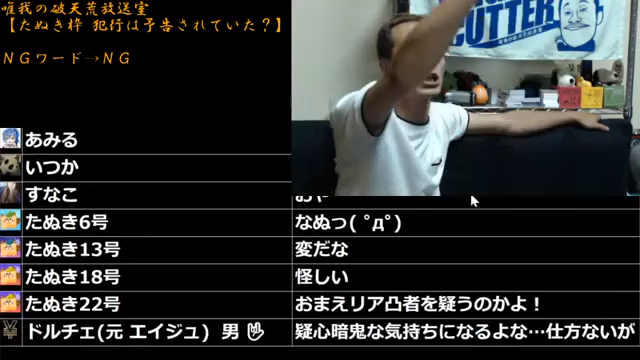 唯我の破天荒放送室
【たぬき枠 犯行は予告されていた？】
NGワード→NG
CUTTER
あみる
いつか
すなこ
たぬき6号 なぬっ( ﾟдﾟ)
たぬき13号 変だな
たぬき18号 怪しい
たぬき22号 おまえリア凸者を疑うのかよ！
ドルチェ(元 エイジュ) 男 疑心暗鬼な気持ちになるよな…仕方ないが